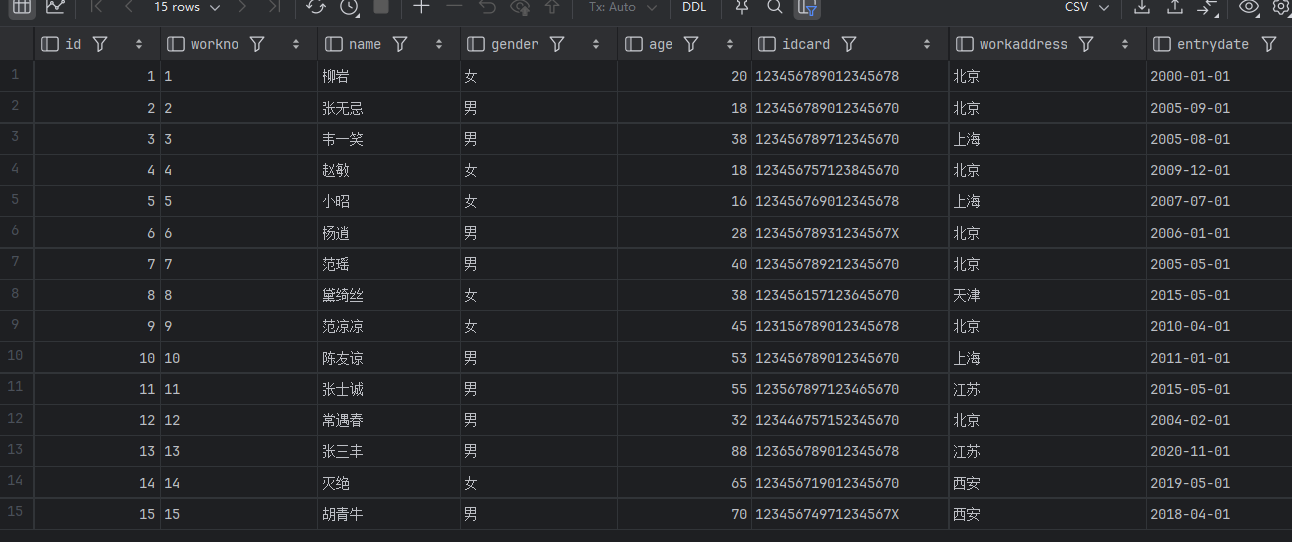 15 rows Tx: Auto DDL CSV
id workno name gender age idcard workaddress entrydate
1 1 1 柳岩 女 20 123456789012345678 北京 2000-01-01
2 2 2 张无忌 男 18 123456789012345670 北京 2005-09-01
3 3 3 韦一笑 男 38 123456789712345670 上海 2005-08-01
4 4 4 赵敏 女 18 123456757123845670 北京 2009-12-01
5 5 5 小昭 女 16 123456769012345678 上海 2007-07-01
6 6 6 杨逍 男 28 12345678931234567X 北京 2006-01-01
7 7 7 范瑶 男 40 123456789212345670 北京 2005-05-01
8 8 8 黛绮丝 女 38 123456157123645670 天津 2015-05-01
9 9 9 范凉凉 女 45 123156789012345678 北京 2010-04-01
10 10 10 陈友谅 男 53 123456789012345670 上海 2011-01-01
11 11 11 张士诚 男 55 123567897123465670 江苏 2015-05-01
12 12 12 常遇春 男 32 123446757152345670 北京 2004-02-01
13 13 13 张三丰 男 88 123656789012345678 江苏 2020-11-01
14 14 14 灭绝 女 65 123456719012345670 西安 2019-05-01
15 15 15 胡青牛 男 70 12345674971234567X 西安 2018-04-01